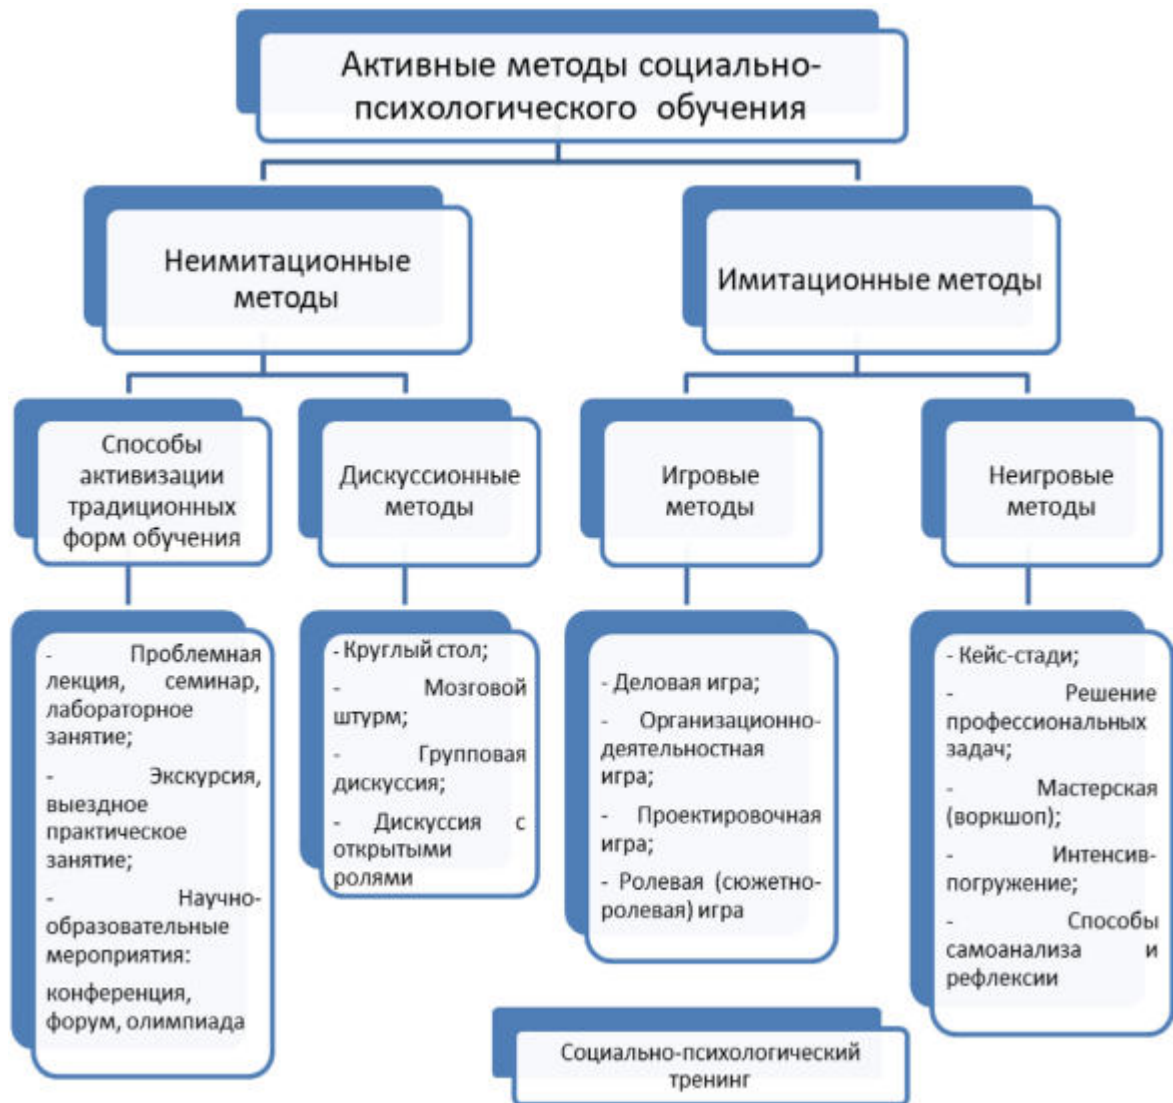 Активные методы социально-
психологического обучения
Неимитационные
методы
Имитационные методы
Способы
активизации
традиционных
форм обучения
Дискуссионные
методы
Игровые
методы
Неигровые
методы
- Проблемная
лекция, семинар,
лабораторное
занятие;
- Экскурсия,
выездное
практическое
занятие;
- Научно-
образовательные
мероприятия:
конференция,
форум, олимпиада
- Круглый стол;
- Мозговой
штурм;
- Групповая
дискуссия;
- Дискуссия с
открытыми
ролями
- Деловая игра;
- Организационно-
деятельностная
игра;
- Проектировочная
игра;
- Ролевая (сюжетно-
ролевая) игра
- Кейс-стади;
- Решение
профессиональных
задач;
- Мастерская
(воркшоп);
- Интенсив-
погружение;
- Способы
самоанализа и
рефлексии
Социально-психологический
тренинг